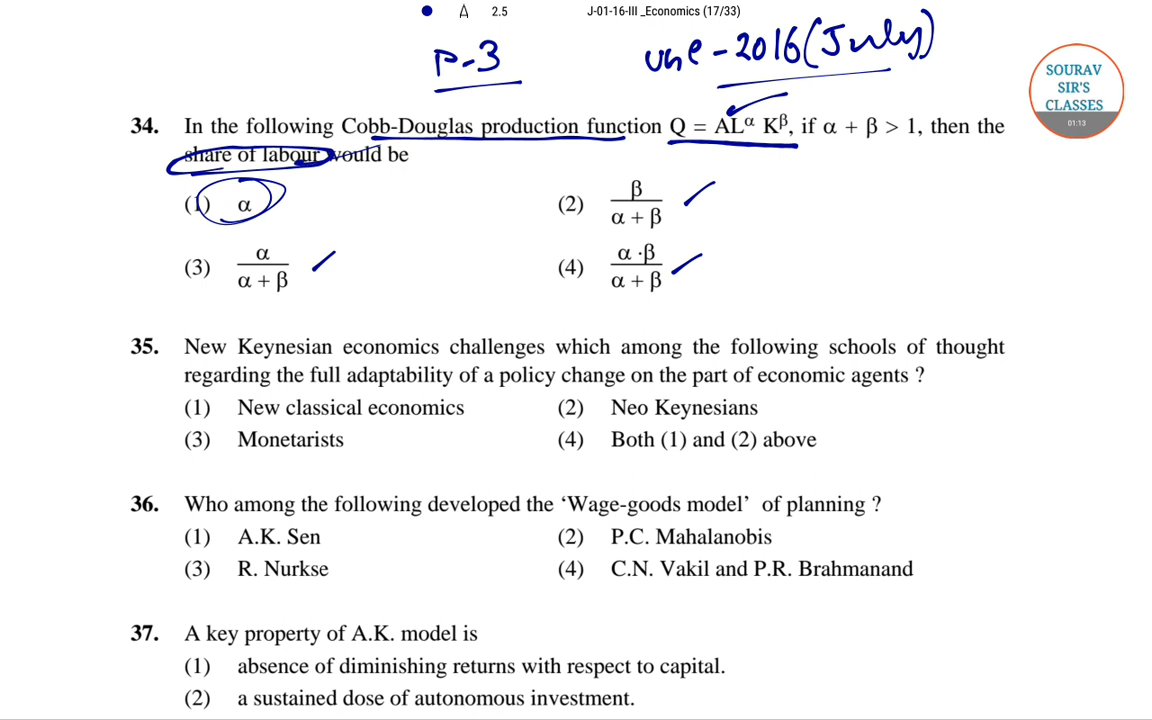 A 2.5 J-01-16-III _Economics (17/33)
P-3 UGC-2016 (July)
SOURAV
SIR'S
CLASSES
01:13
34. In the following Cobb-Douglas production function Q = AL^α K^β, if α + β > 1, then the
share of labour would be
(1) α (2) β / α + β
(3) α / α + β (4) α ·β / α + β
35. New Keynesian economics challenges which among the following schools of thought
regarding the full adaptability of a policy change on the part of economic agents ?
(1) New classical economics (2) Neo Keynesians
(3) Monetarists (4) Both (1) and (2) above
36. Who among the following developed the ‘Wage-goods model’ of planning ?
(1) A.K. Sen (2) P.C. Mahalanobis
(3) R. Nurkse (4) C.N. Vakil and P.R. Brahmanand
37. A key property of A.K. model is
(1) absence of diminishing returns with respect to capital.
(2) a sustained dose of autonomous investment.